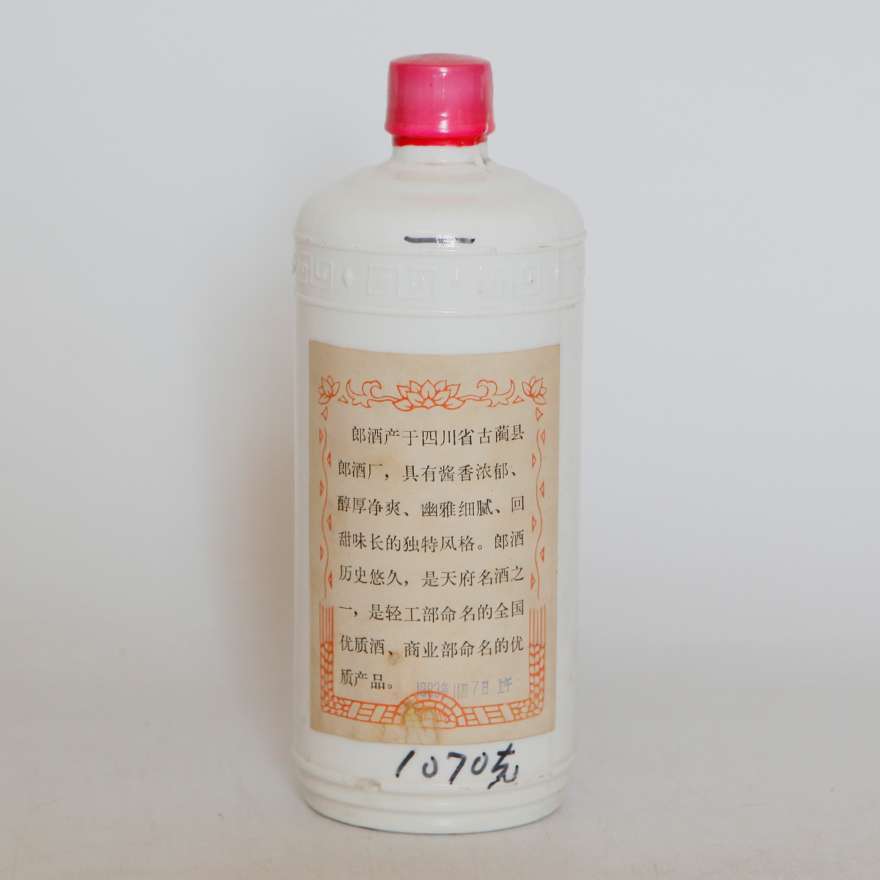 郎酒产于四川省古蔺县
郎酒厂，具有酱香浓郁、
醇厚净爽、幽雅细腻、回
甜味长的独特风格。郎酒
历史悠久，是天府名酒之
一，是轻工部命名的全国
优质酒、商业部命名的优
质产品。
1070克